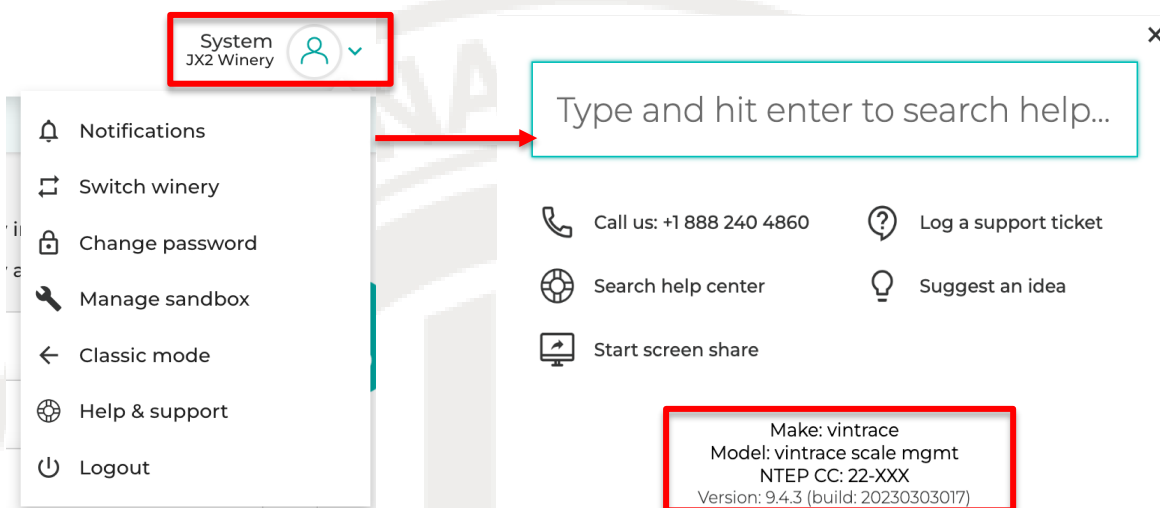 System
JX2 Winery
Notifications
Switch winery
Change password
Manage sandbox
Classic mode
Help & support
Logout
Type and hit enter to search help...
Call us: +1 888 240 4860
Log a support ticket
Search help center
Suggest an idea
Start screen share
Make: vintrace
Model: vintrace scale mgmt
NTEP CC: 22-XXX
Version: 9.4.3 (build: 20230303017)